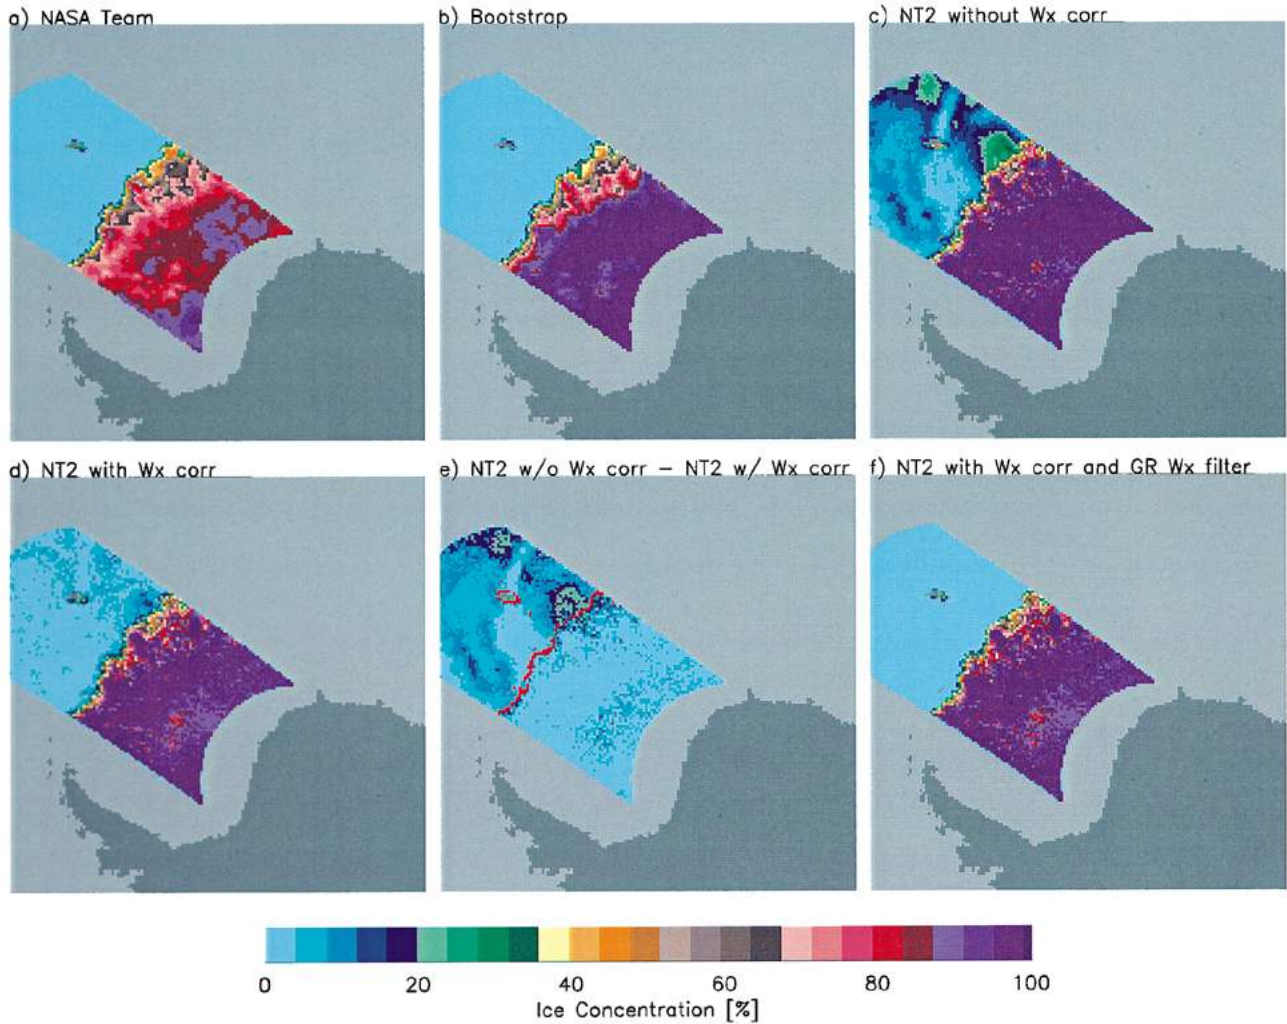 a) NASA Team
b) Bootstrap
c) NT2 without Wx corr
d) NT2 with Wx corr
e) NT2 w/o Wx corr – NT2 w/ Wx corr
f) NT2 with Wx corr and GR Wx filter
0 20 40 60 80 100
Ice Concentration [%]